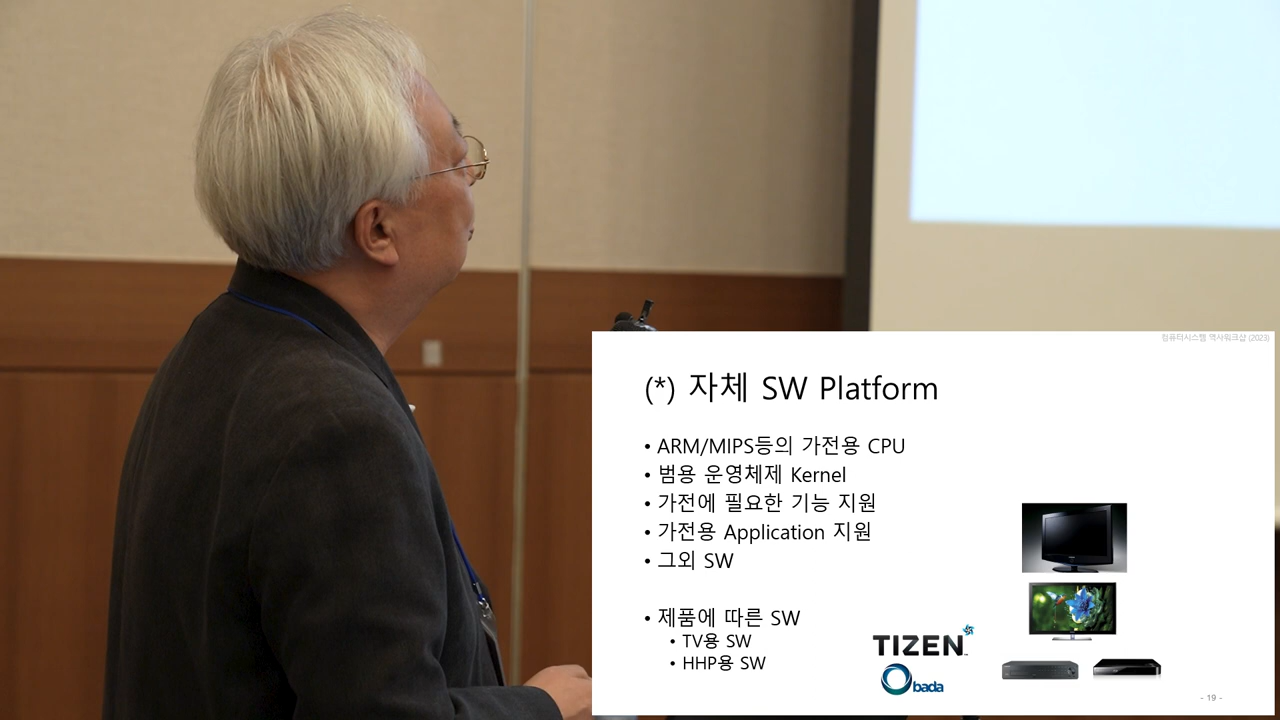 컴퓨터시스템 역사워크샵 (2023)
(*) 자체 SW Platform
• ARM/MIPS등의 가전용 CPU
• 범용 운영체제 Kernel
• 가전에 필요한 기능 지원
• 가전용 Application 지원
• 그외 SW
• 제품에 따른 SW
• TV용 SW
• HHP용 SW
TIZEN™
bada
- 19 -